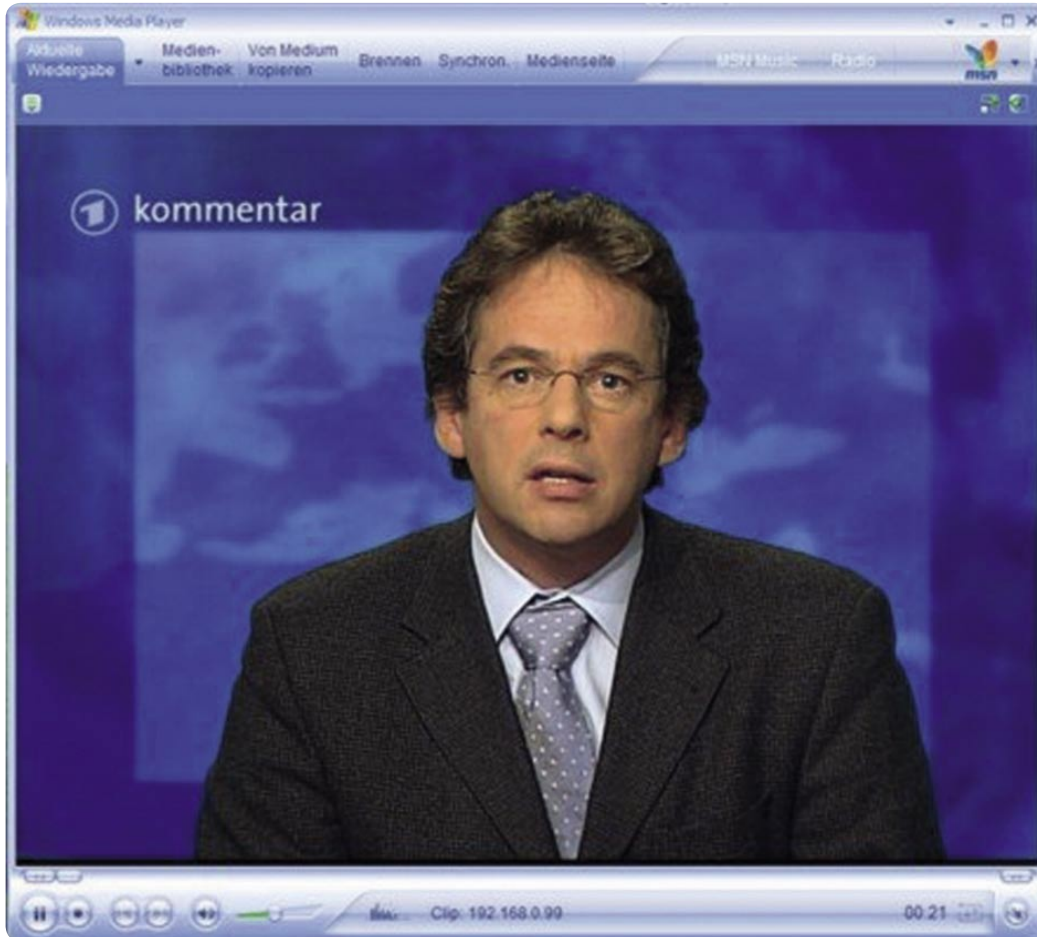 Windows Media Player
Aktuelle Wiedergabe
Medien-
bibliothek
Von Medium
kopieren
Brennen
Synchron.
Medienseite
MSN Music
Radio
msn
kommentar
Clip: 192.168.0.99
00:21